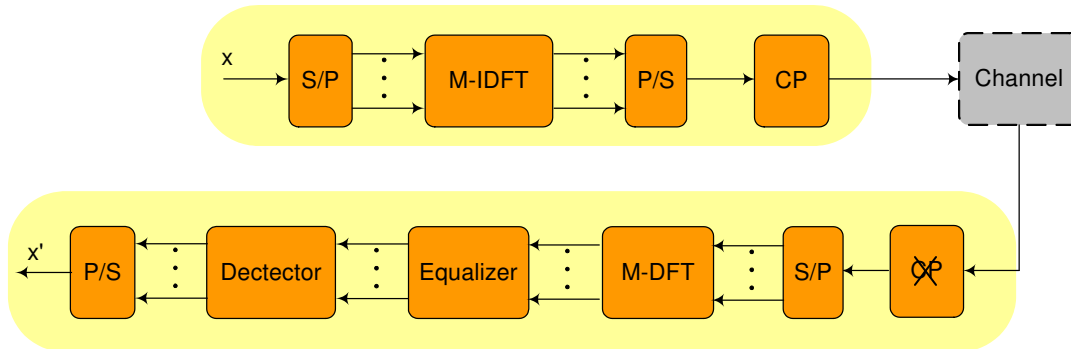 x
S/P
M-IDFT
P/S
CP
Channel
x'
P/S
Dectector
Equalizer
M-DFT
S/P
CP